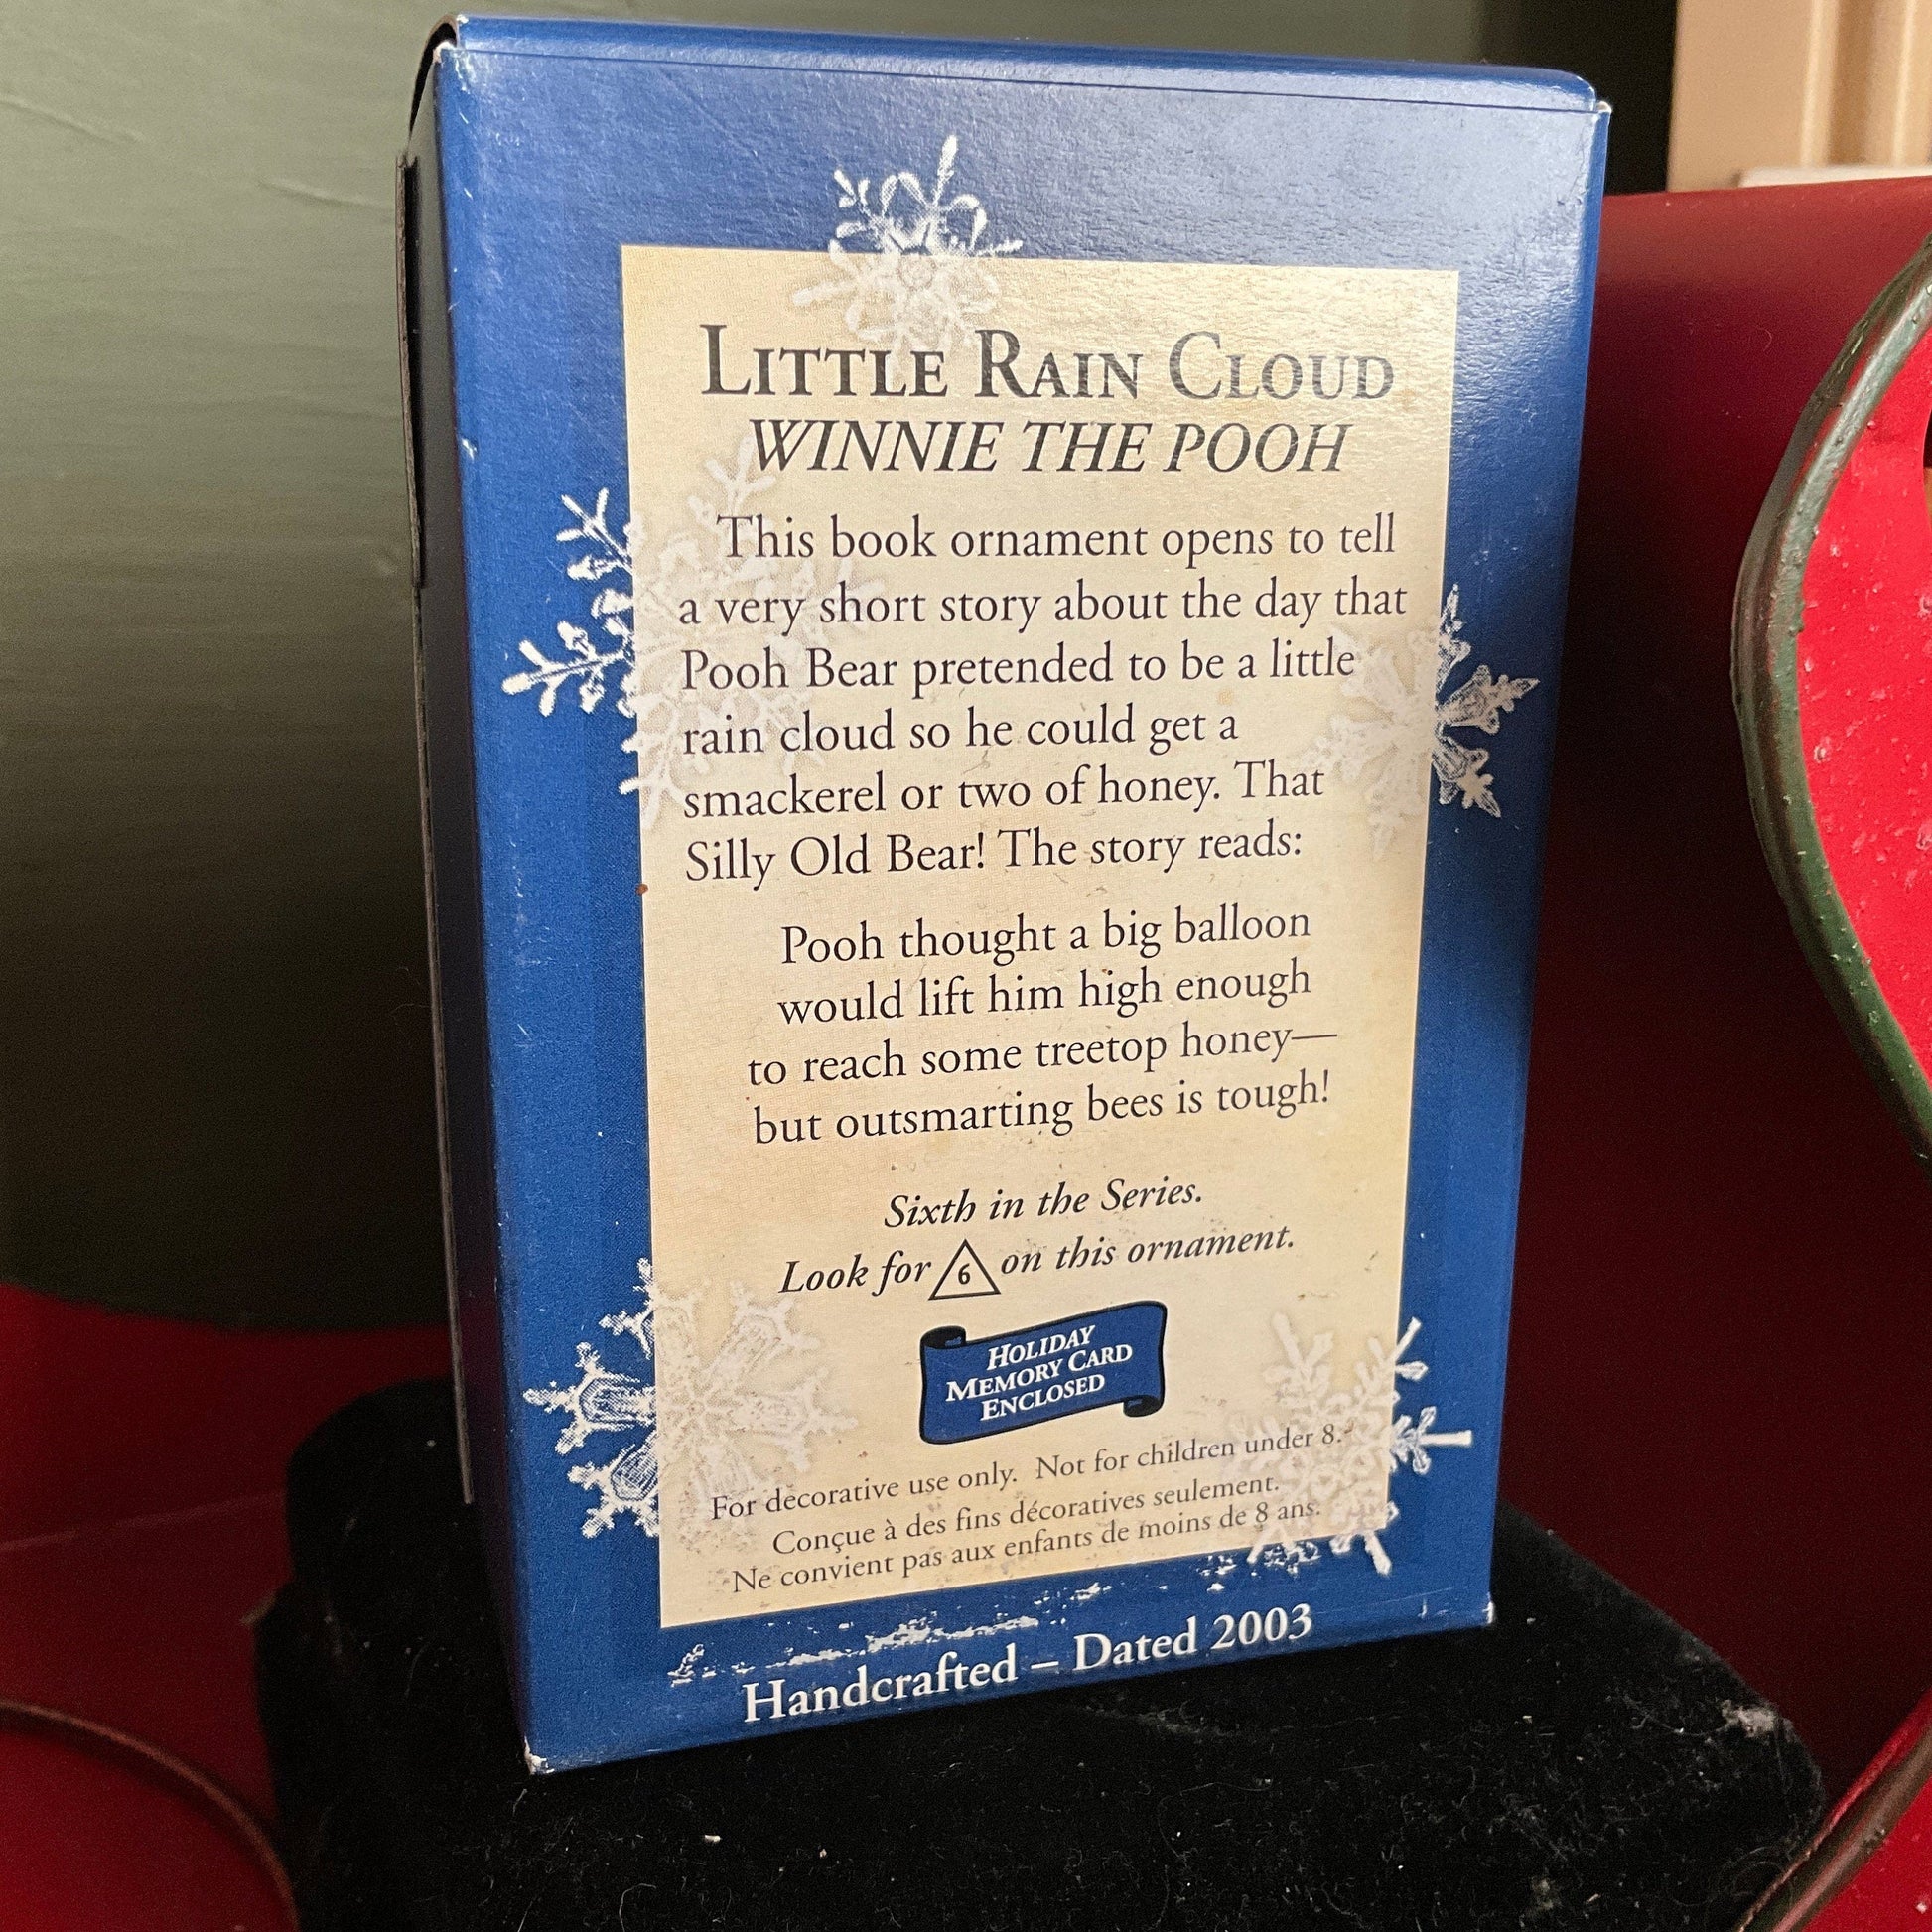 LITTLE RAIN CLOUD
WINNIE THE POOH
This book ornament opens to tell
a very short story about the day that
Pooh Bear pretended to be a little
rain cloud so he could get a
smackerel or two of honey. That
Silly Old Bear! The story reads:
Pooh thought a big balloon
would lift him high enough
to reach some treetop honey—
but outsmarting bees is tough!
Sixth in the Series.
Look for 6 on this ornament.
HOLIDAY
MEMORY CARD
ENCLOSED
For decorative use only. Not for children under 8.
Conçue à des fins décoratives seulement.
Ne convient pas aux enfants de moins de 8 ans.
Handcrafted – Dated 2003